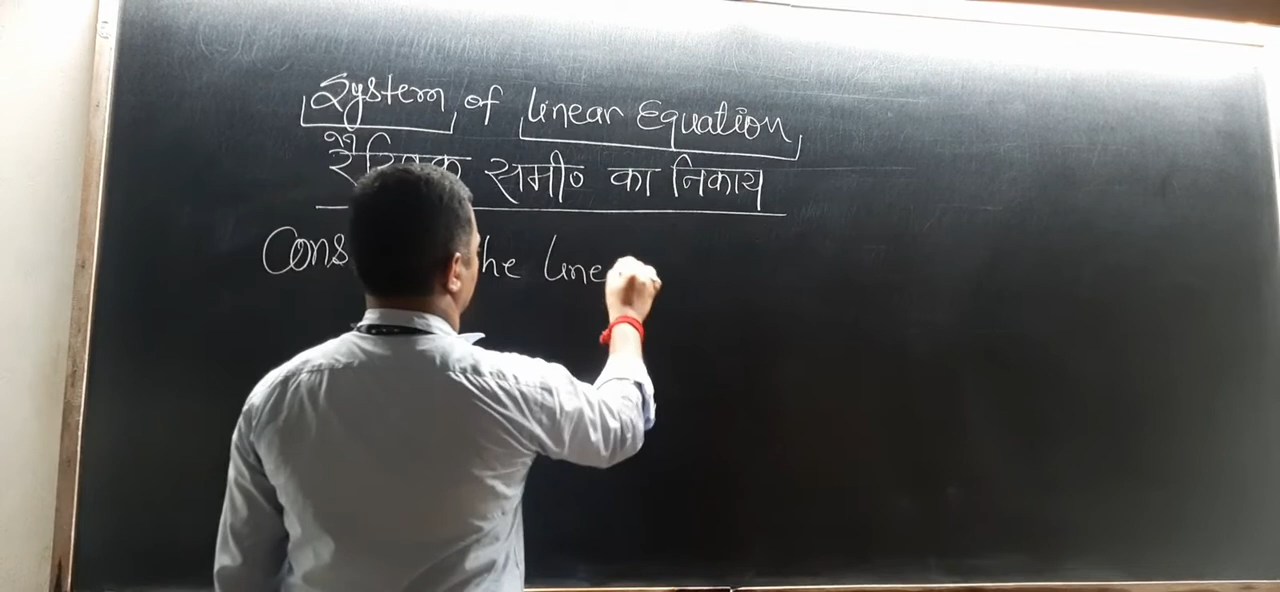 System of linear Equation
रैखिक समी० का निकाय
Cons he line